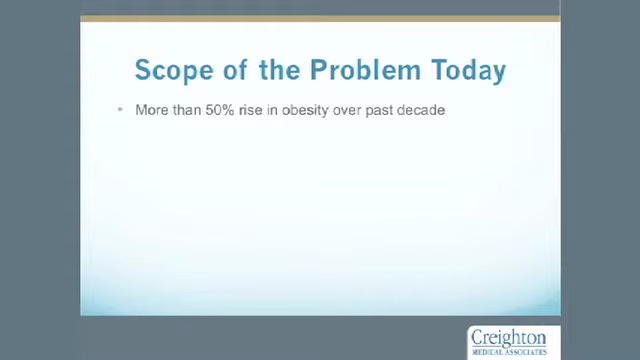 Scope of the Problem Today
• More than 50% rise in obesity over past decade
Creighton
MEDICAL ASSOCIATES